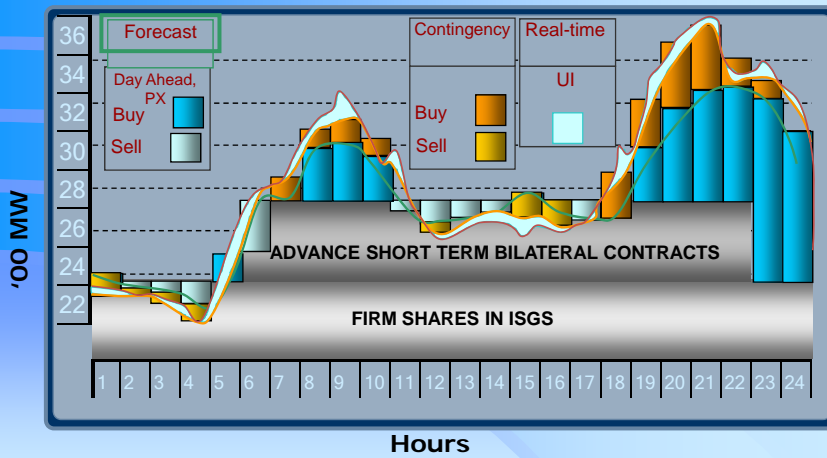 36
34
32
30
28
26
24
22
'00 MW
Forecast
Day Ahead,
PX
Buy
Sell
Contingency
Buy
Sell
Real-time
UI
ADVANCE SHORT TERM BILATERAL CONTRACTS
FIRM SHARES IN ISGS
1 2 3 4 5 6 7 8 9 10 11 12 13 14 15 16 17 18 19 20 21 22 23 24
Hours